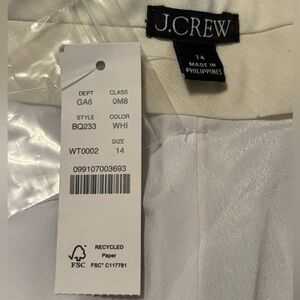 J.CREW
14
MADE IN
PHILIPPINES
DEPT CLASS
GA6 0M8
STYLE COLOR
BQ233 WHI
SIZE
WT0002 14
099107003693
RECYCLED
Paper
FSC FSC® C117781